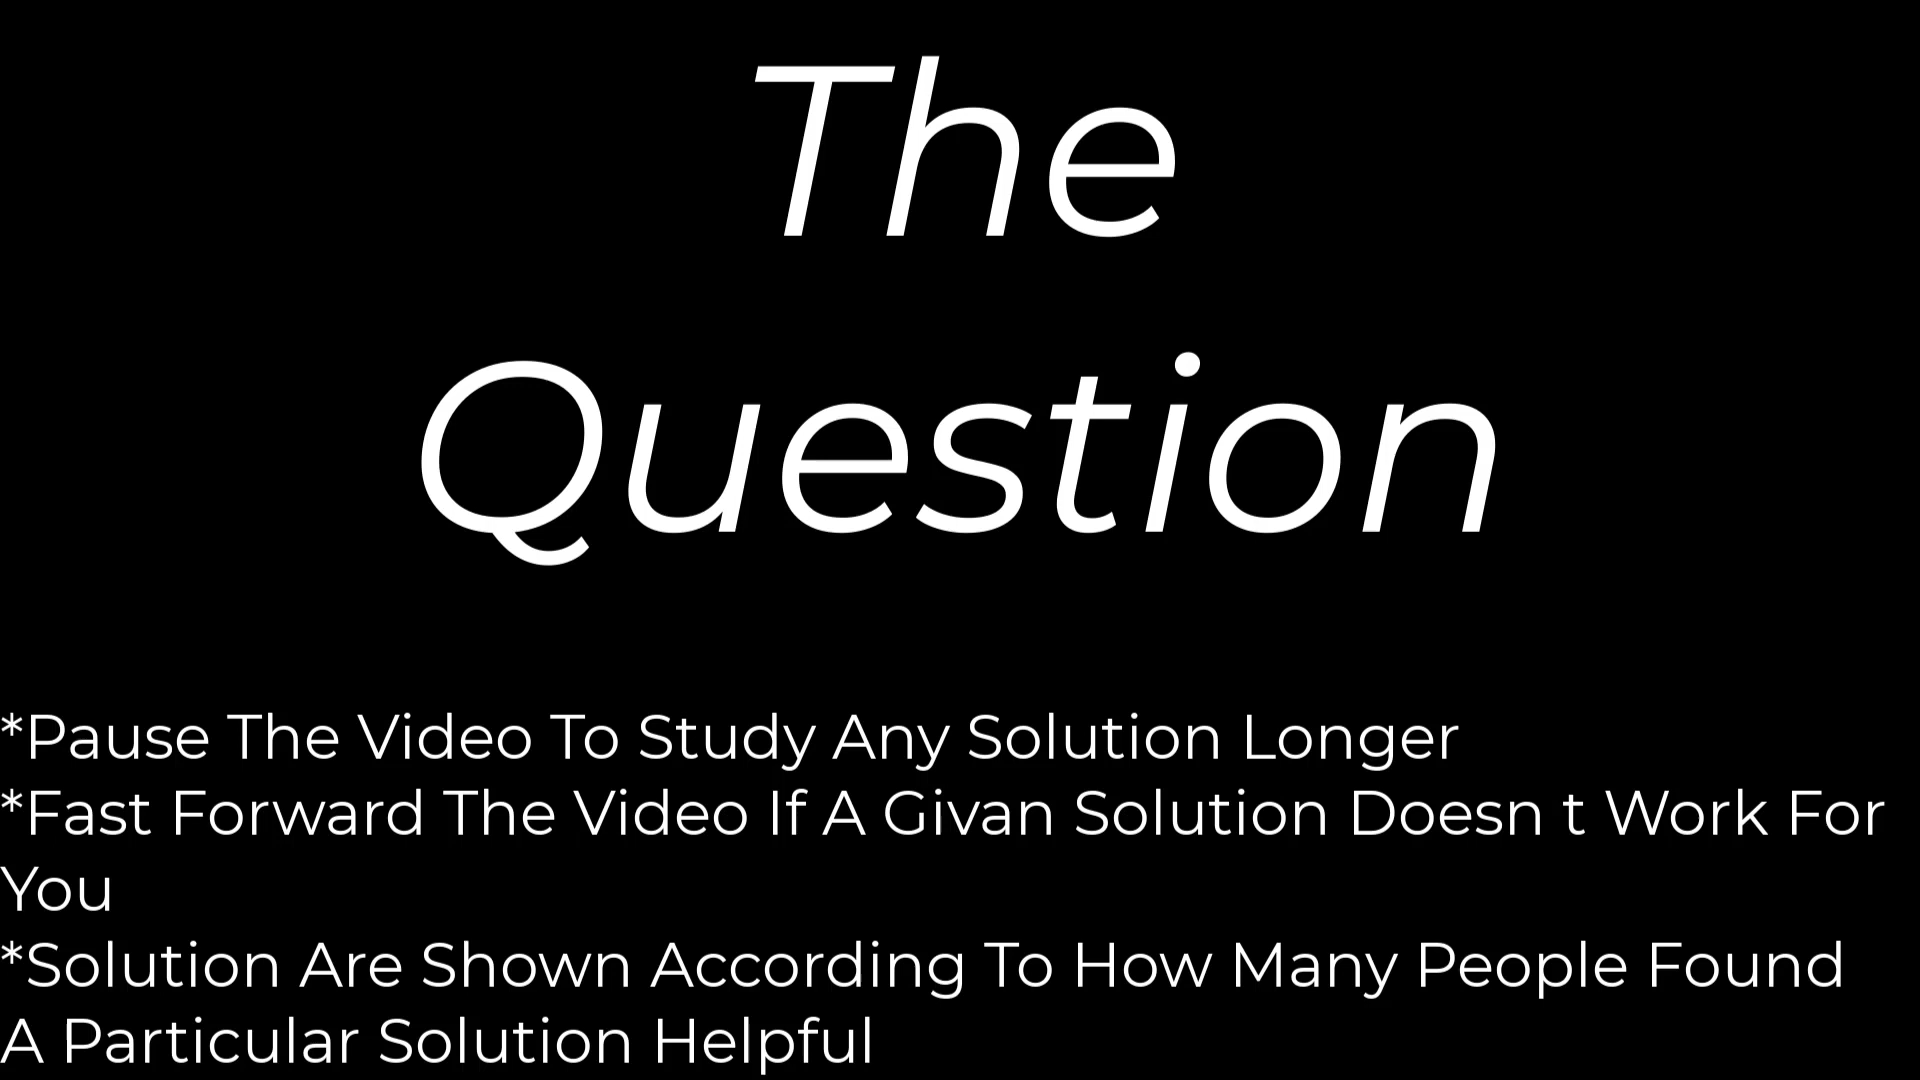 The
Question
*Pause The Video To Study Any Solution Longer
*Fast Forward The Video If A Givan Solution Doesn t Work For
You
*Solution Are Shown According To How Many People Found
A Particular Solution Helpful